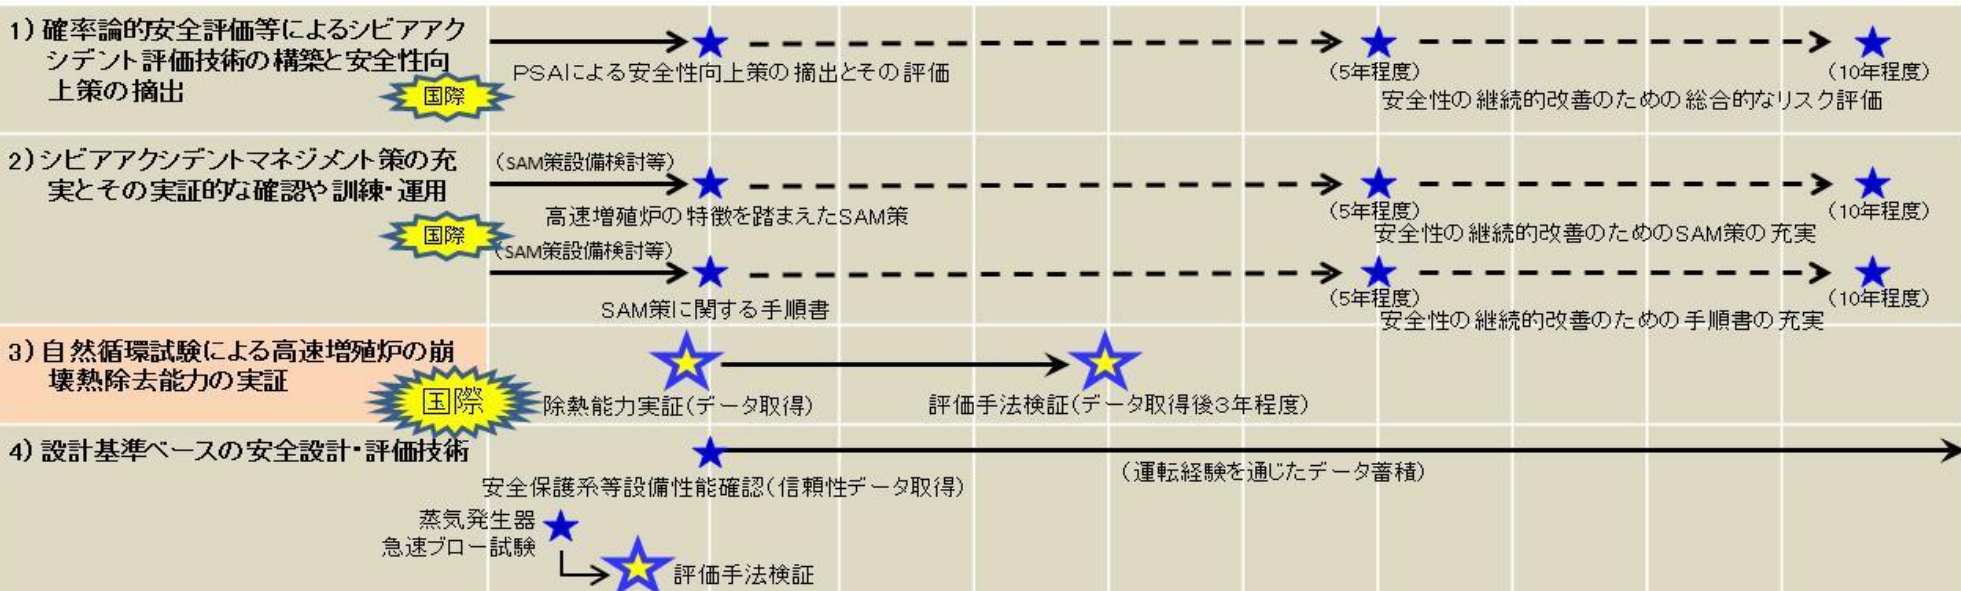 1) 確率論的安全評価等によるシビアアク
シデント評価技術の構築と安全性向
上策の摘出
国際
PSAによる安全性向上策の摘出とその評価
(5年程度)
(10年程度)
安全性の継続的改善のための総合的なリスク評価
2) シビアアクシデントマネジメント策の充
実とその実証的な確認や訓練・運用
国際
(SAM策設備検討等)
高速増殖炉の特徴を踏まえたSAM策
(5年程度)
(10年程度)
安全性の継続的改善のためのSAM策の充実
(SAM策設備検討等)
SAM策に関する手順書
(5年程度)
(10年程度)
安全性の継続的改善のための手順書の充実
3) 自然循環試験による高速増殖炉の崩
壊熱除去能力の実証
国際
除熱能力実証(データ取得)
評価手法検証(データ取得後3年程度)
4) 設計基準ベースの安全設計・評価技術
安全保護系等設備性能確認(信頼性データ取得)
(運転経験を通じたデータ蓄積)
蒸気発生器
急速ブロー試験
評価手法検証